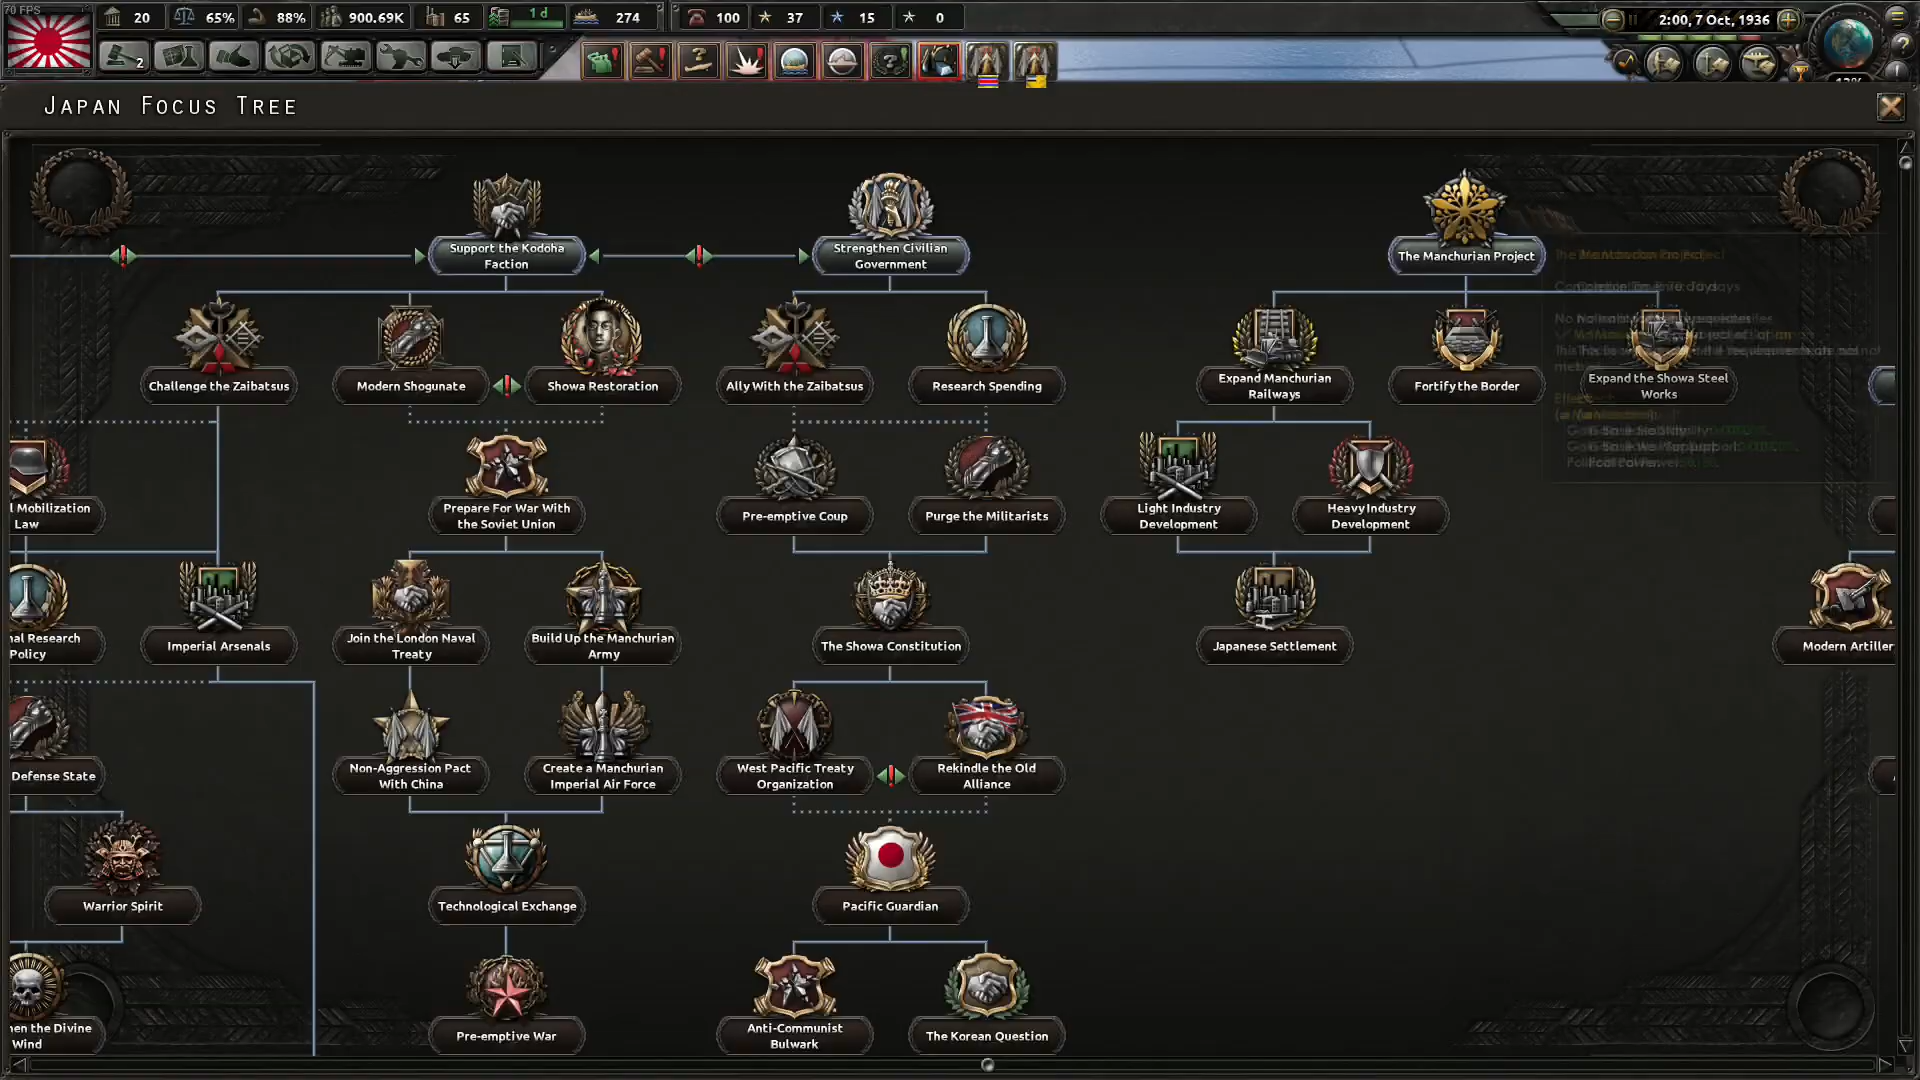 70 FPS
20
65%
88%
900.69K
65
1 d
274
100
37
15
0
2:00, 7 Oct, 1936
2
Japan Focus Tree
Support the Kodoha
Faction
Strengthen Civilian
Government
The Manchurian Project
Challenge the Zaibatsus
Modern Shogunate
Showa Restoration
Ally With the Zaibatsus
Research Spending
Expand Manchurian
Railways
Fortify the Border
Expand the Showa Steel
Works
l Mobilization
Law
Prepare For War With
the Soviet Union
Pre-emptive Coup
Purge the Militarists
Light Industry
Development
Heavy Industry
Development
nal Research
Policy
Imperial Arsenals
Join the London Naval
Treaty
Build Up the Manchurian
Army
The Showa Constitution
Japanese Settlement
Modern Artiller
Defense State
Non-Aggression Pact
With China
Create a Manchurian
Imperial Air Force
West Pacific Treaty
Organization
Rekindle the Old
Alliance
Warrior Spirit
Technological Exchange
Pacific Guardian
hen the Divine
Wind
Pre-emptive War
Anti-Communist
Bulwark
The Korean Question